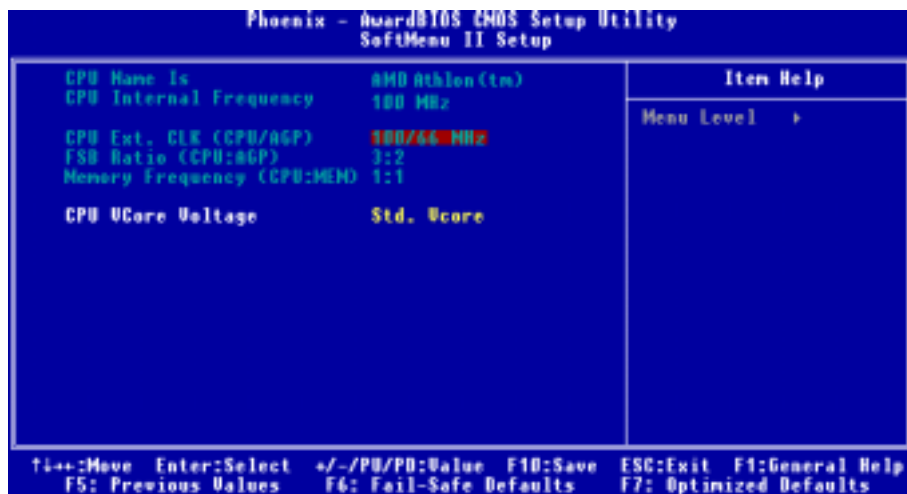 Phoenix - AwardBIOS CMOS Setup Utility
SoftMenu II Setup
CPU Name Is AMD Athlon(tm)
CPU Internal Frequency 100 MHz
CPU Ext. CLK (CPU/AGP) 100/66 MHz
FSB Ratio (CPU:AGP) 3:2
Memory Frequency (CPU:MEM) 1:1
CPU VCore Voltage Std. Vcore
Item Help
Menu Level ▸
↑↓→←:Move Enter:Select +/-/PU/PD:Value F10:Save ESC:Exit F1:General Help
F5: Previous Values F6: Fail-Safe Defaults F7: Optimized Defaults